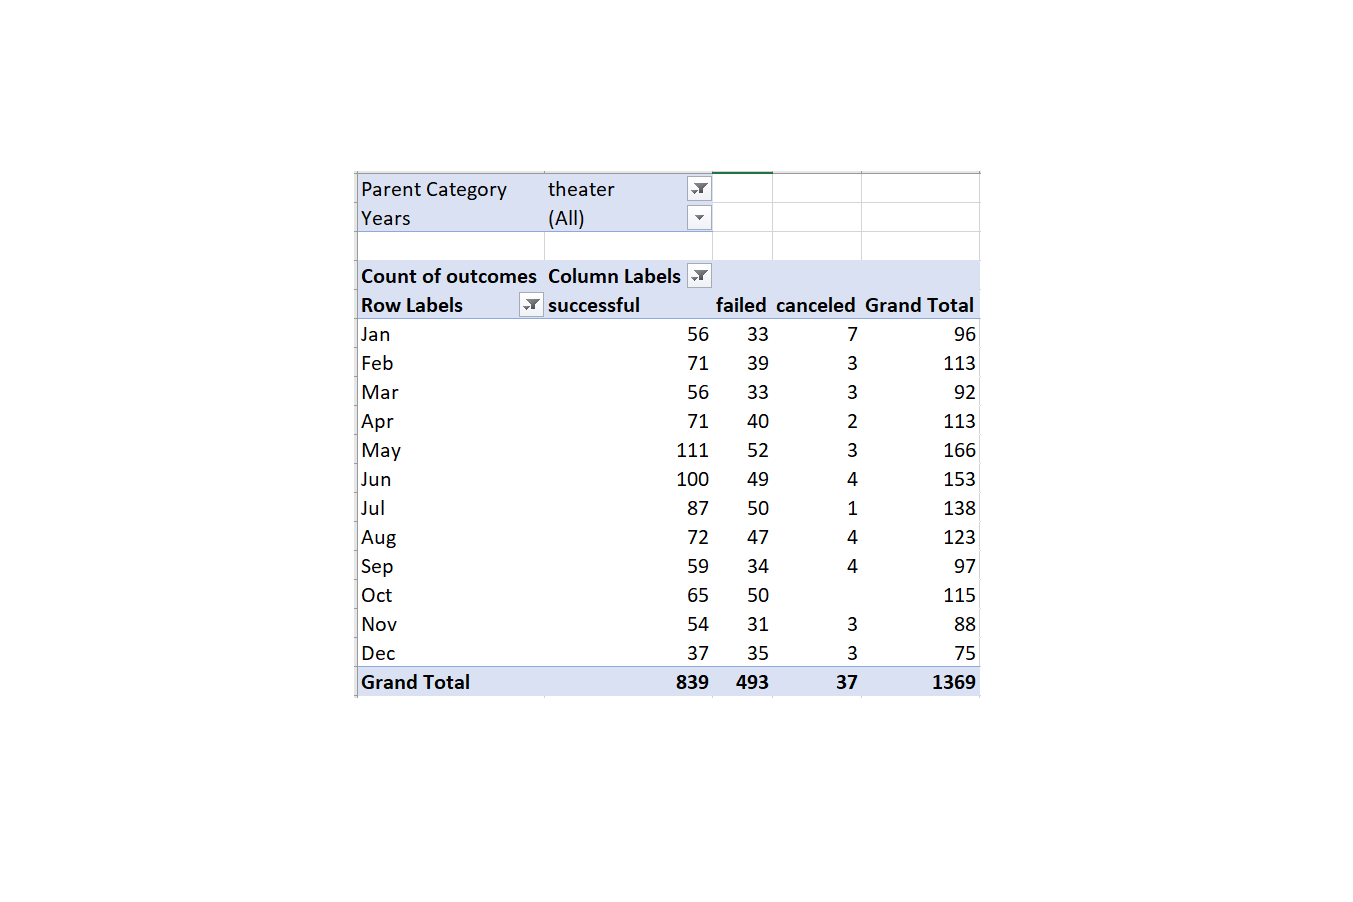 Parent Category theater
Years (All)
Count of outcomes Column Labels
Row Labels successful failed canceled Grand Total
Jan 56 33 7 96
Feb 71 39 3 113
Mar 56 33 3 92
Apr 71 40 2 113
May 111 52 3 166
Jun 100 49 4 153
Jul 87 50 1 138
Aug 72 47 4 123
Sep 59 34 4 97
Oct 65 50 115
Nov 54 31 3 88
Dec 37 35 3 75
Grand Total 839 493 37 1369